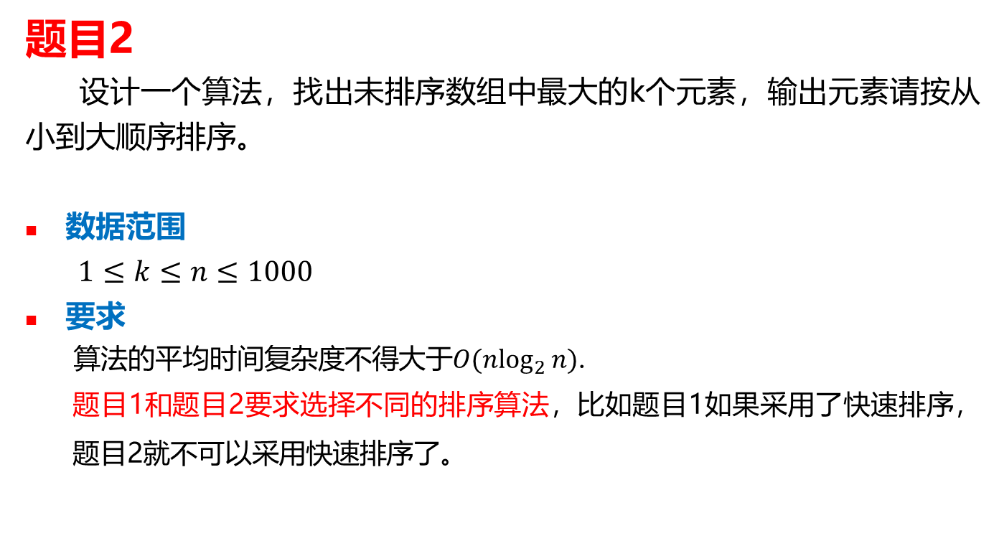 题目2
设计一个算法，找出未排序数组中最大的k个元素，输出元素请按从
小到大顺序排序。
▪ 数据范围
1 ≤ k ≤ n ≤ 1000
▪ 要求
算法的平均时间复杂度不得大于O(nlog₂ n).
题目1和题目2要求选择不同的排序算法，比如题目1如果采用了快速排序，
题目2就不可以采用快速排序了。